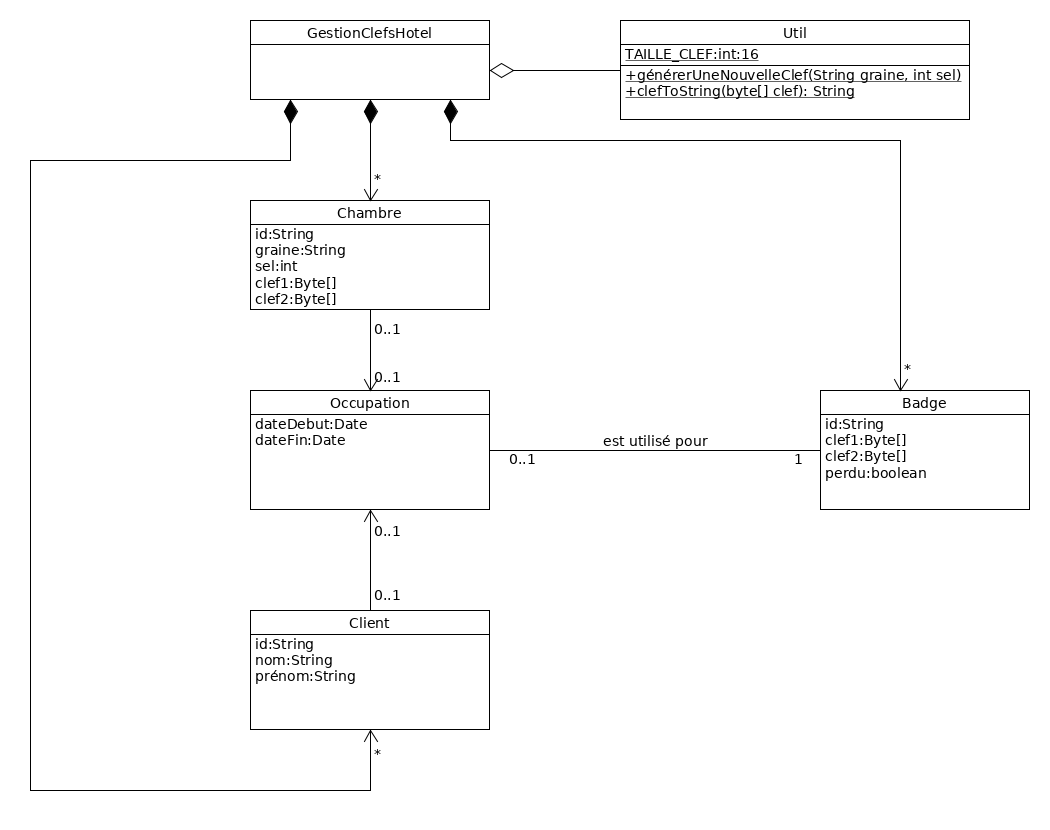 GestionClefsHotel
Util
TAILLE_CLEF:int:16
+générerUneNouvelleClef(String graine, int sel)
+clefToString(byte[] clef): String
*
Chambre
id:String
graine:String
sel:int
clef1:Byte[]
clef2:Byte[]
0..1
0..1
*
Occupation
dateDebut:Date
dateFin:Date
est utilisé pour
0..1
1
Badge
id:String
clef1:Byte[]
clef2:Byte[]
perdu:boolean
0..1
0..1
Client
id:String
nom:String
prénom:String
*